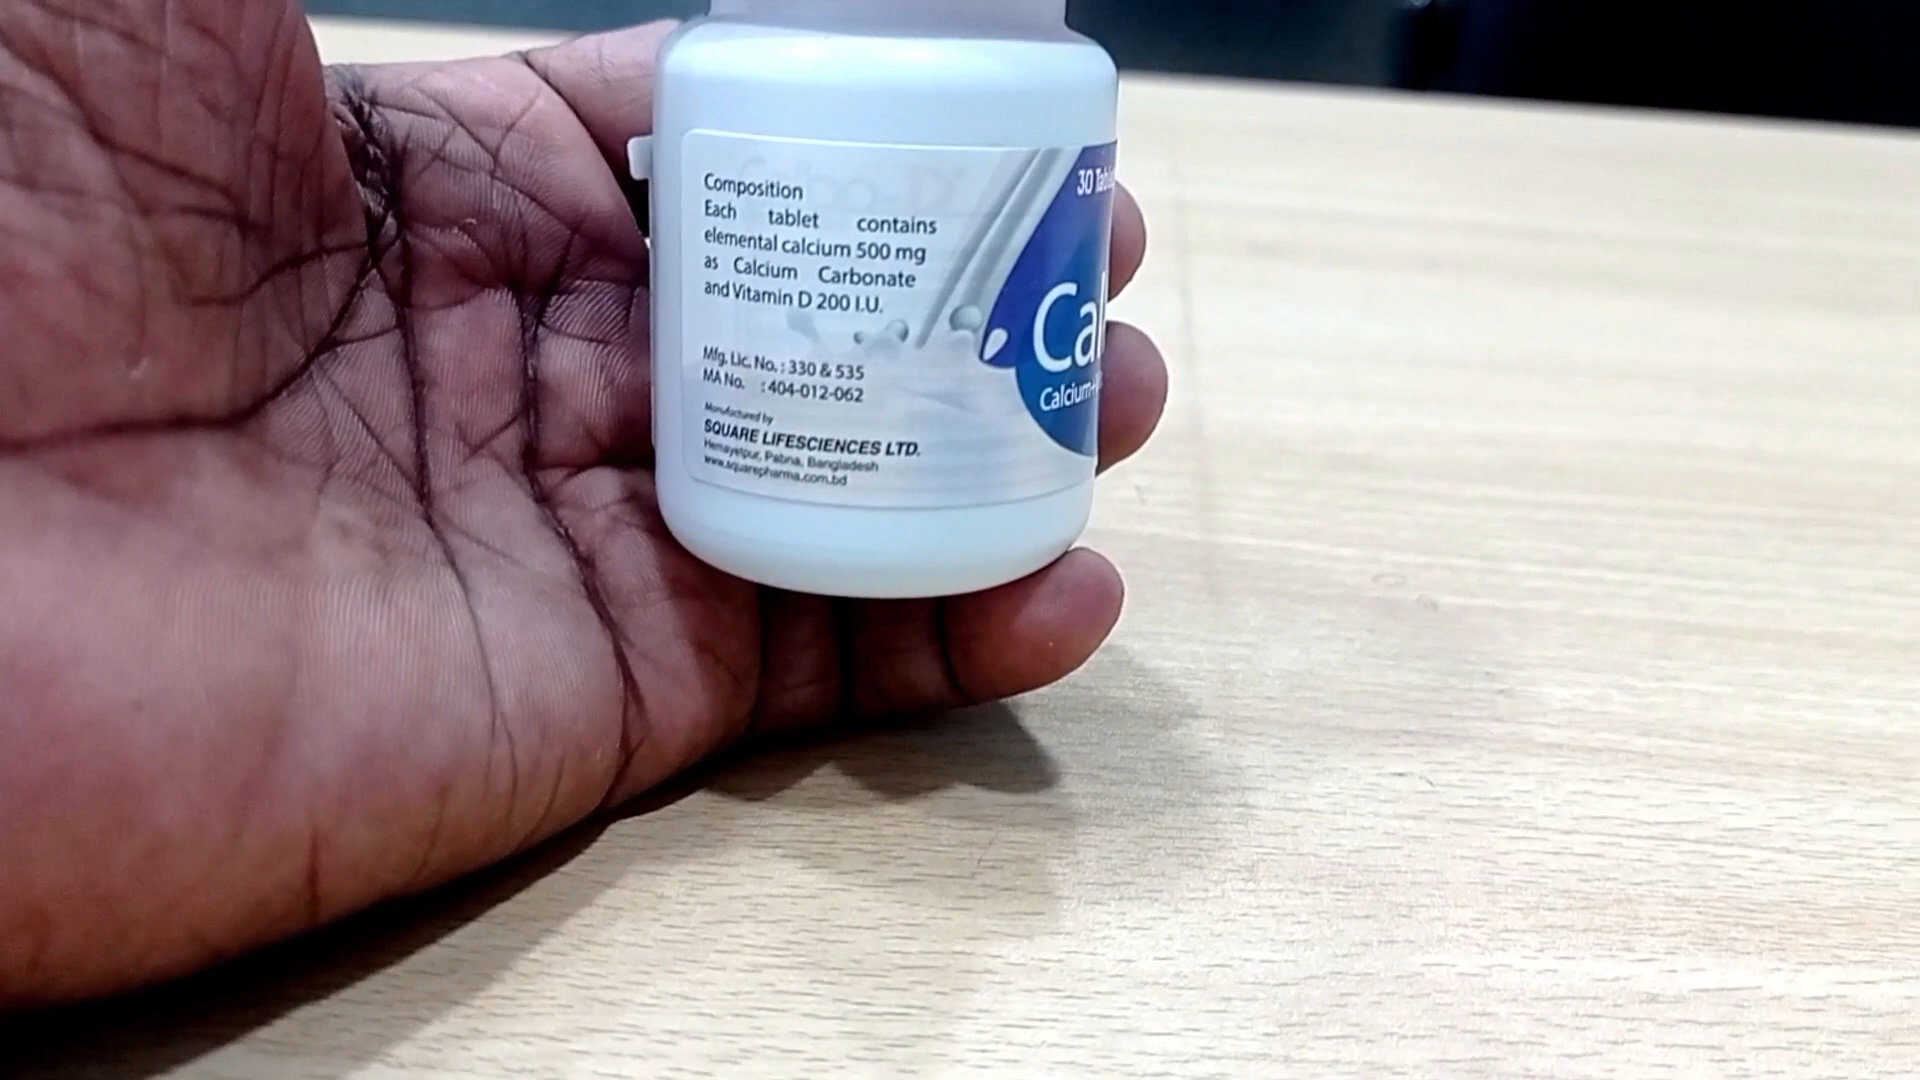 Composition
Each tablet contains
elemental calcium 500 mg
as Calcium Carbonate
and Vitamin D 200 I.U.
Mfg. Lic. No. : 330 & 535
MA No. : 404-012-062
Manufactured by
SQUARE LIFESCIENCES LTD.
Hemayetpur, Pabna, Bangladesh
www.squarepharma.com.bd
30 Tab
Cal
Calcium+